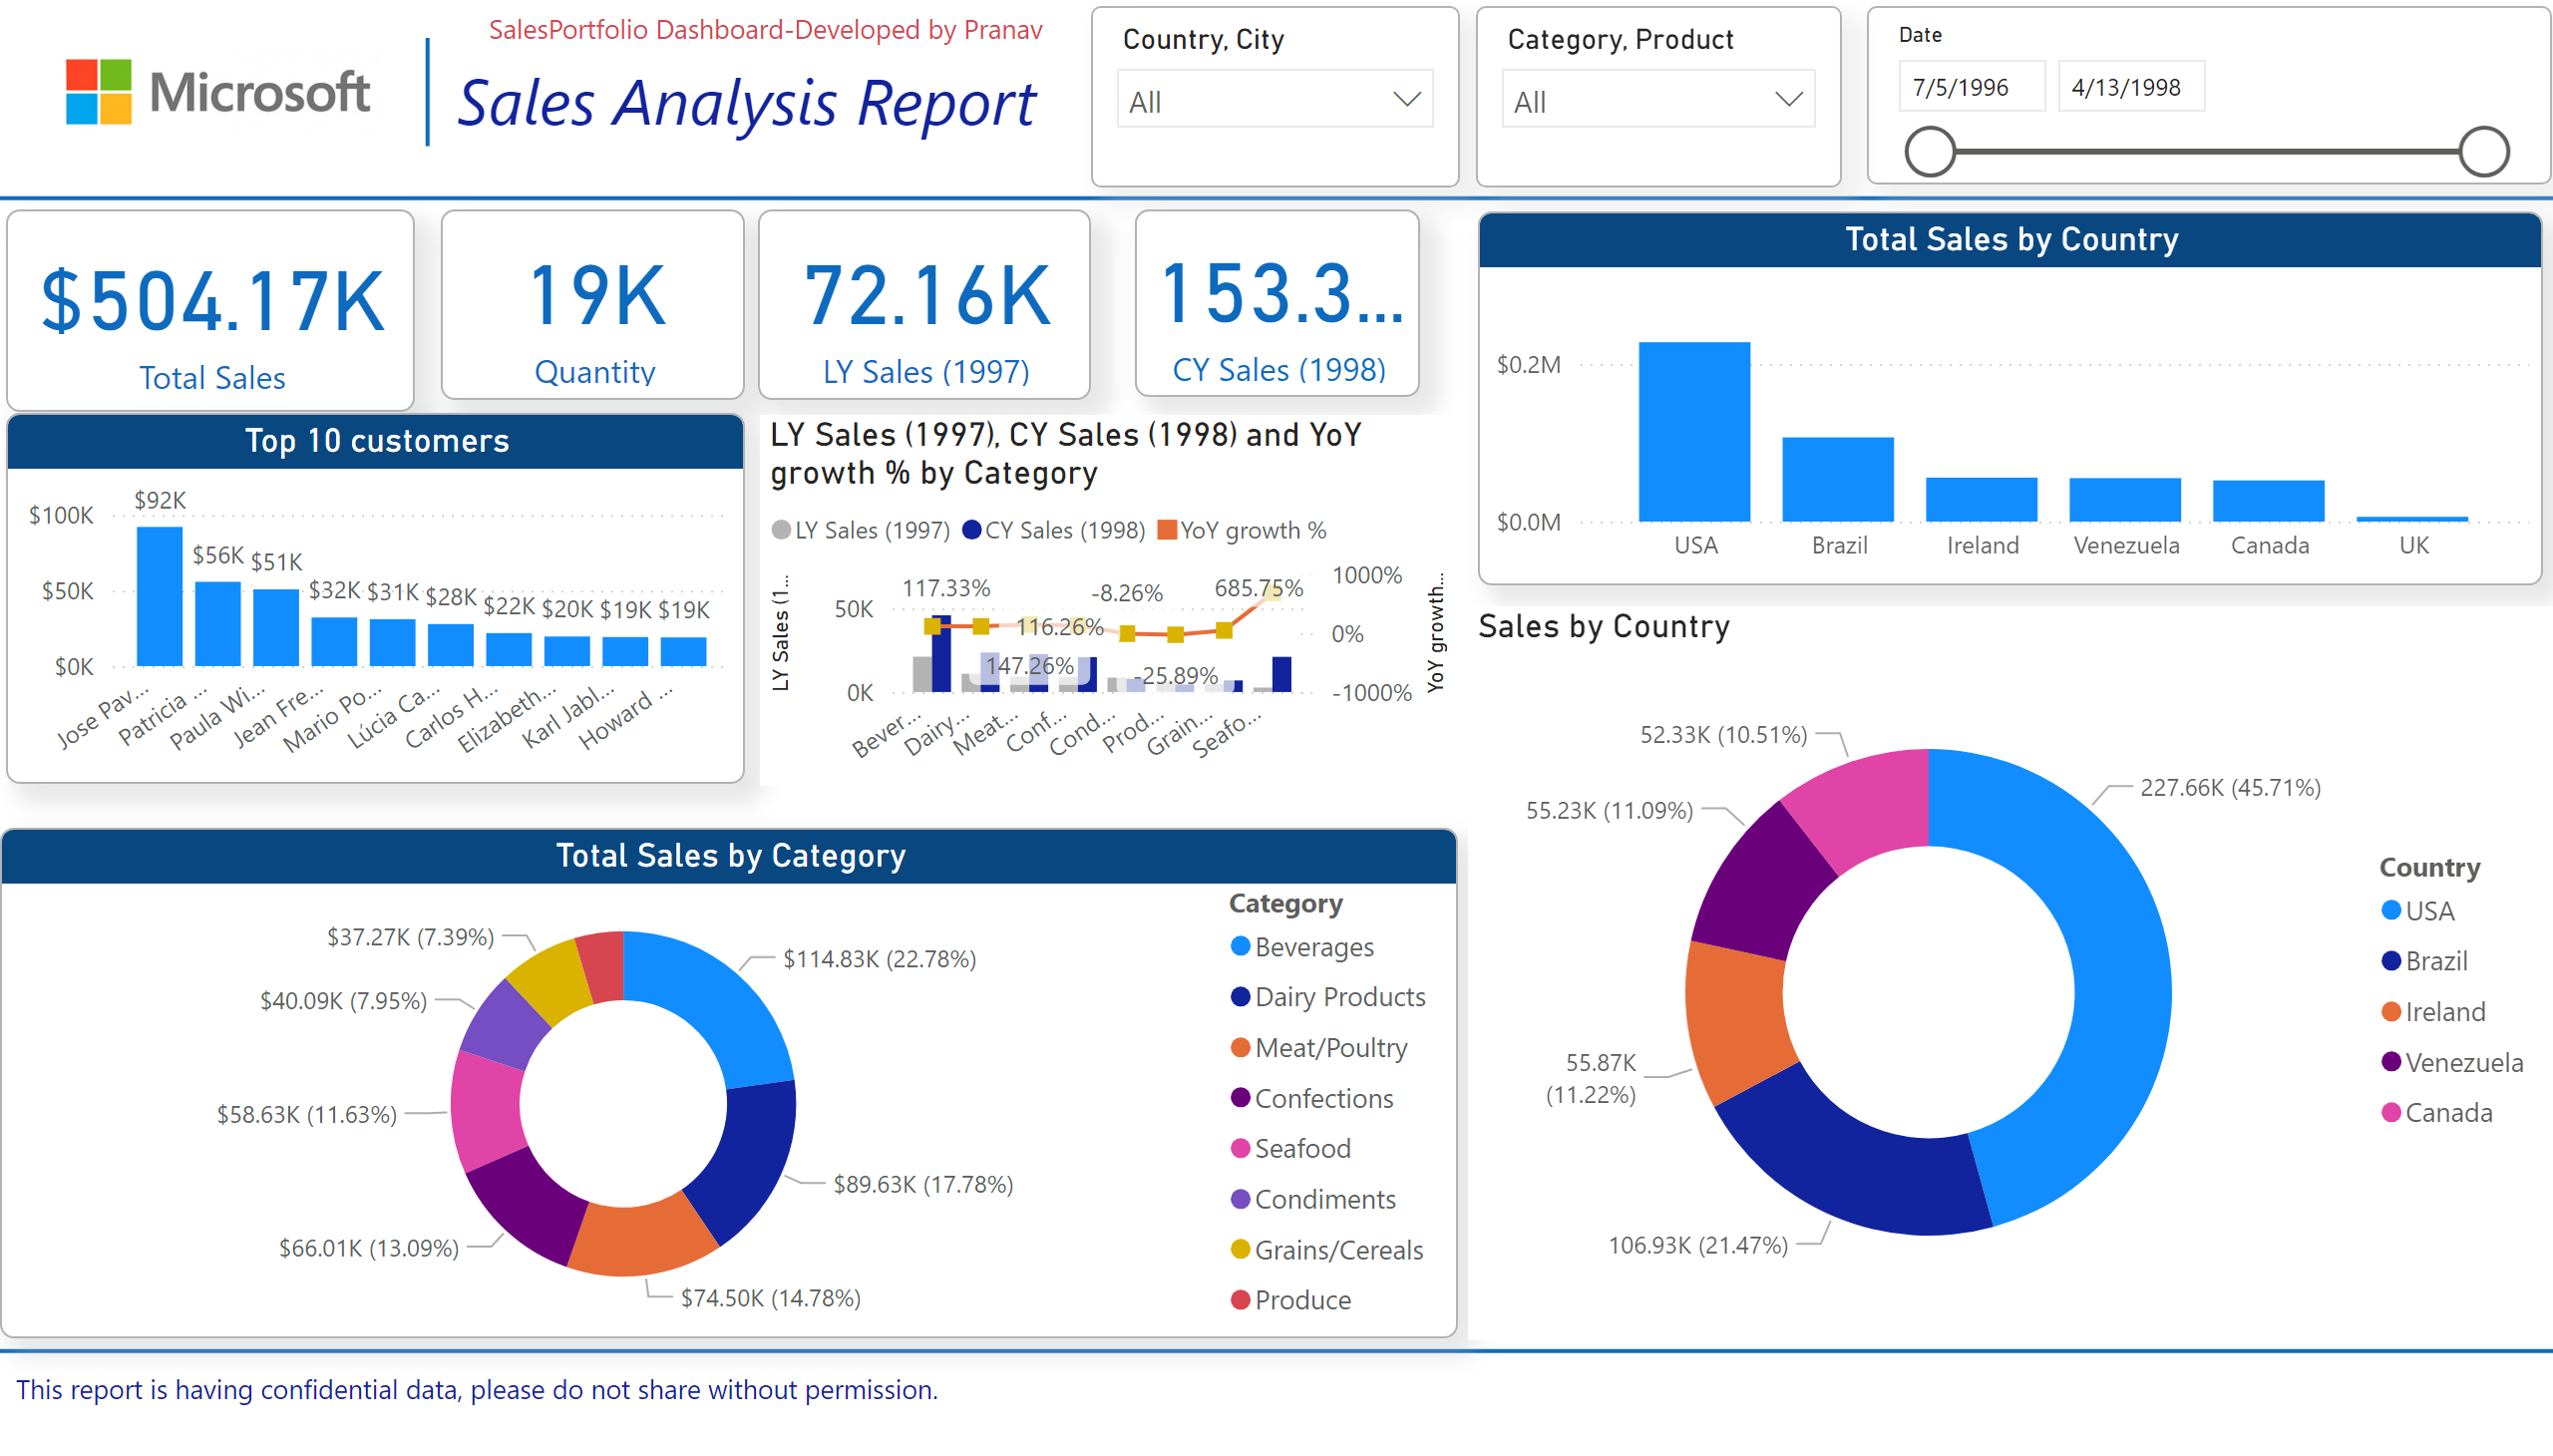 SalesPortfolio Dashboard-Developed by Pranav
Microsoft
Sales Analysis Report
Country, City
All
Category, Product
All
Date
7/5/1996
4/13/1998
$504.17K
Total Sales
19K
Quantity
72.16K
LY Sales (1997)
153.3...
CY Sales (1998)
Top 10 customers
$100K
$50K
$0K
$92K
$56K
$51K
$32K
$31K
$28K
$22K
$20K
$19K
$19K
Jose Pav...
Patricia ...
Paula Wi...
Jean Fre...
Mario Po...
Lúcia Ca...
Carlos H...
Elizabeth...
Karl Jabl...
Howard ...
LY Sales (1997), CY Sales (1998) and YoY
growth % by Category
LY Sales (1997)
CY Sales (1998)
YoY growth %
LY Sales (1...
50K
0K
117.33%
116.26%
147.26%
-8.26%
-25.89%
685.75%
1000%
0%
-1000%
YoY growth...
Bever...
Dairy...
Meat...
Conf...
Cond...
Prod...
Grain...
Seafo...
Total Sales by Country
$0.2M
$0.0M
USA
Brazil
Ireland
Venezuela
Canada
UK
Sales by Country
52.33K (10.51%)
227.66K (45.71%)
55.23K (11.09%)
55.87K
(11.22%)
106.93K (21.47%)
Country
USA
Brazil
Ireland
Venezuela
Canada
Total Sales by Category
$37.27K (7.39%)
$114.83K (22.78%)
$40.09K (7.95%)
$58.63K (11.63%)
$89.63K (17.78%)
$66.01K (13.09%)
$74.50K (14.78%)
Category
Beverages
Dairy Products
Meat/Poultry
Confections
Seafood
Condiments
Grains/Cereals
Produce
This report is having confidential data, please do not share without permission.